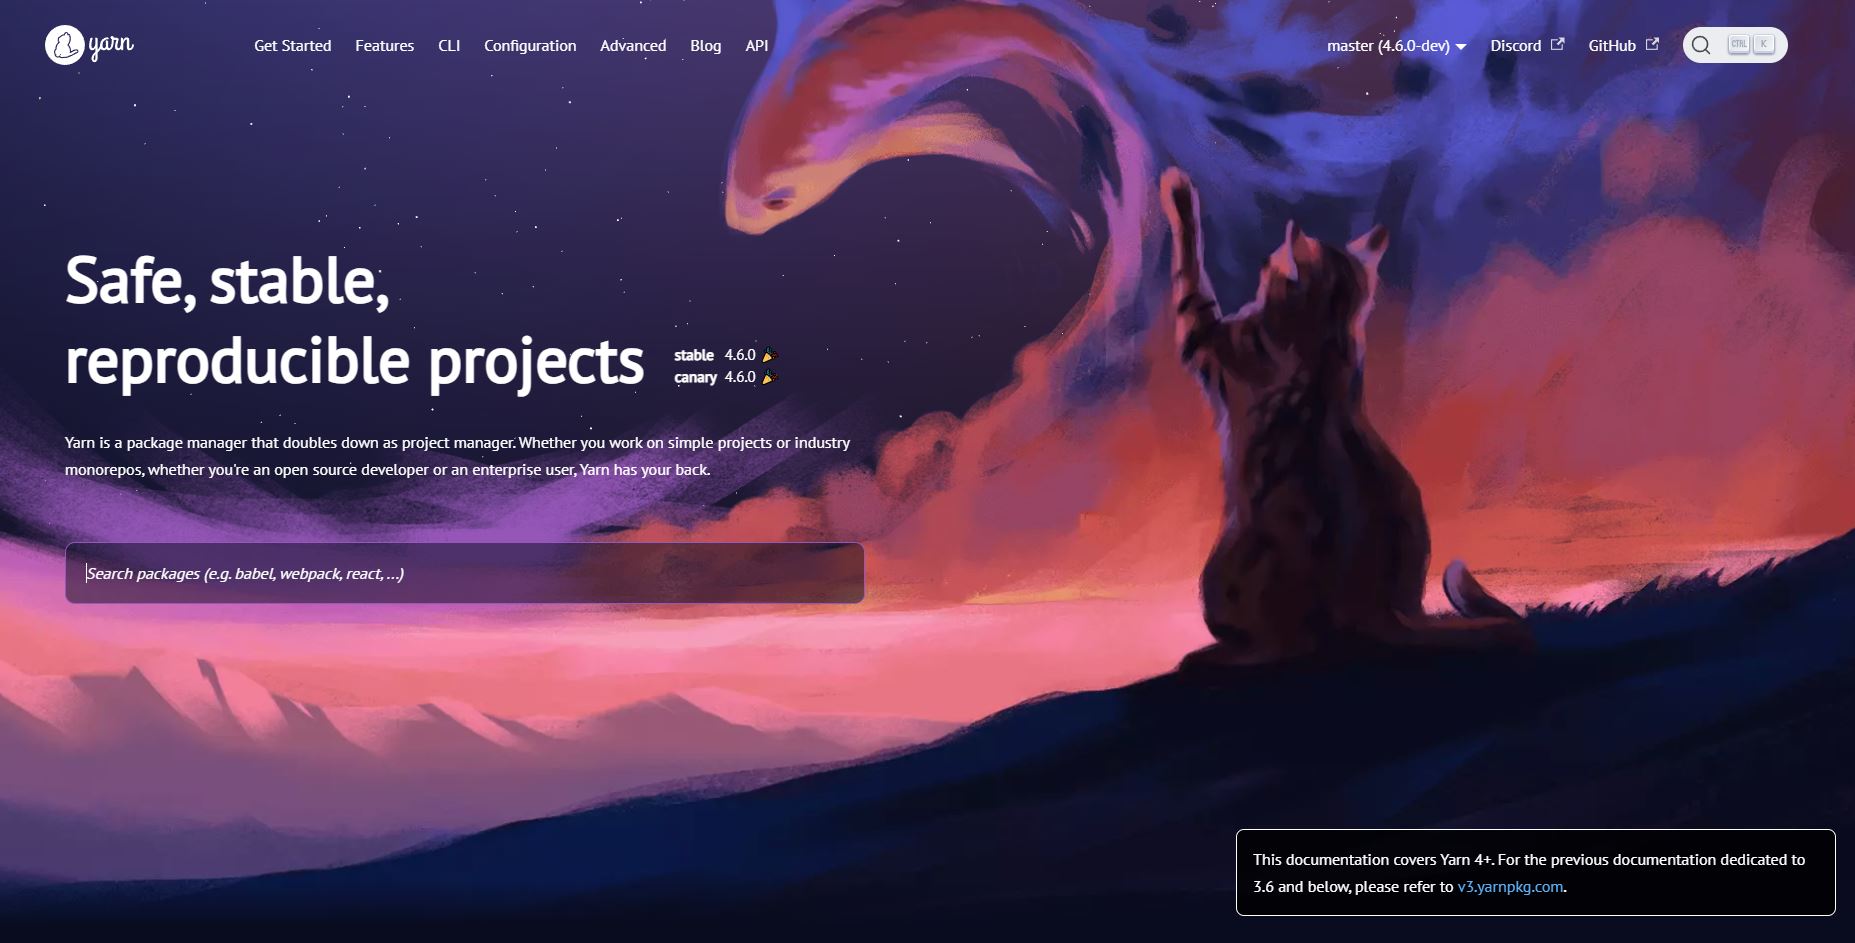 yarn
Get Started Features CLI Configuration Advanced Blog API
master (4.6.0-dev) Discord GitHub CTRL K
Safe, stable,
reproducible projects
stable 4.6.0 🎉
canary 4.6.0 🎉
Yarn is a package manager that doubles down as project manager. Whether you work on simple projects or industry
monorepos, whether you're an open source developer or an enterprise user, Yarn has your back.
Search packages (e.g. babel, webpack, react, ...)
This documentation covers Yarn 4+. For the previous documentation dedicated to
3.6 and below, please refer to v3.yarnpkg.com.